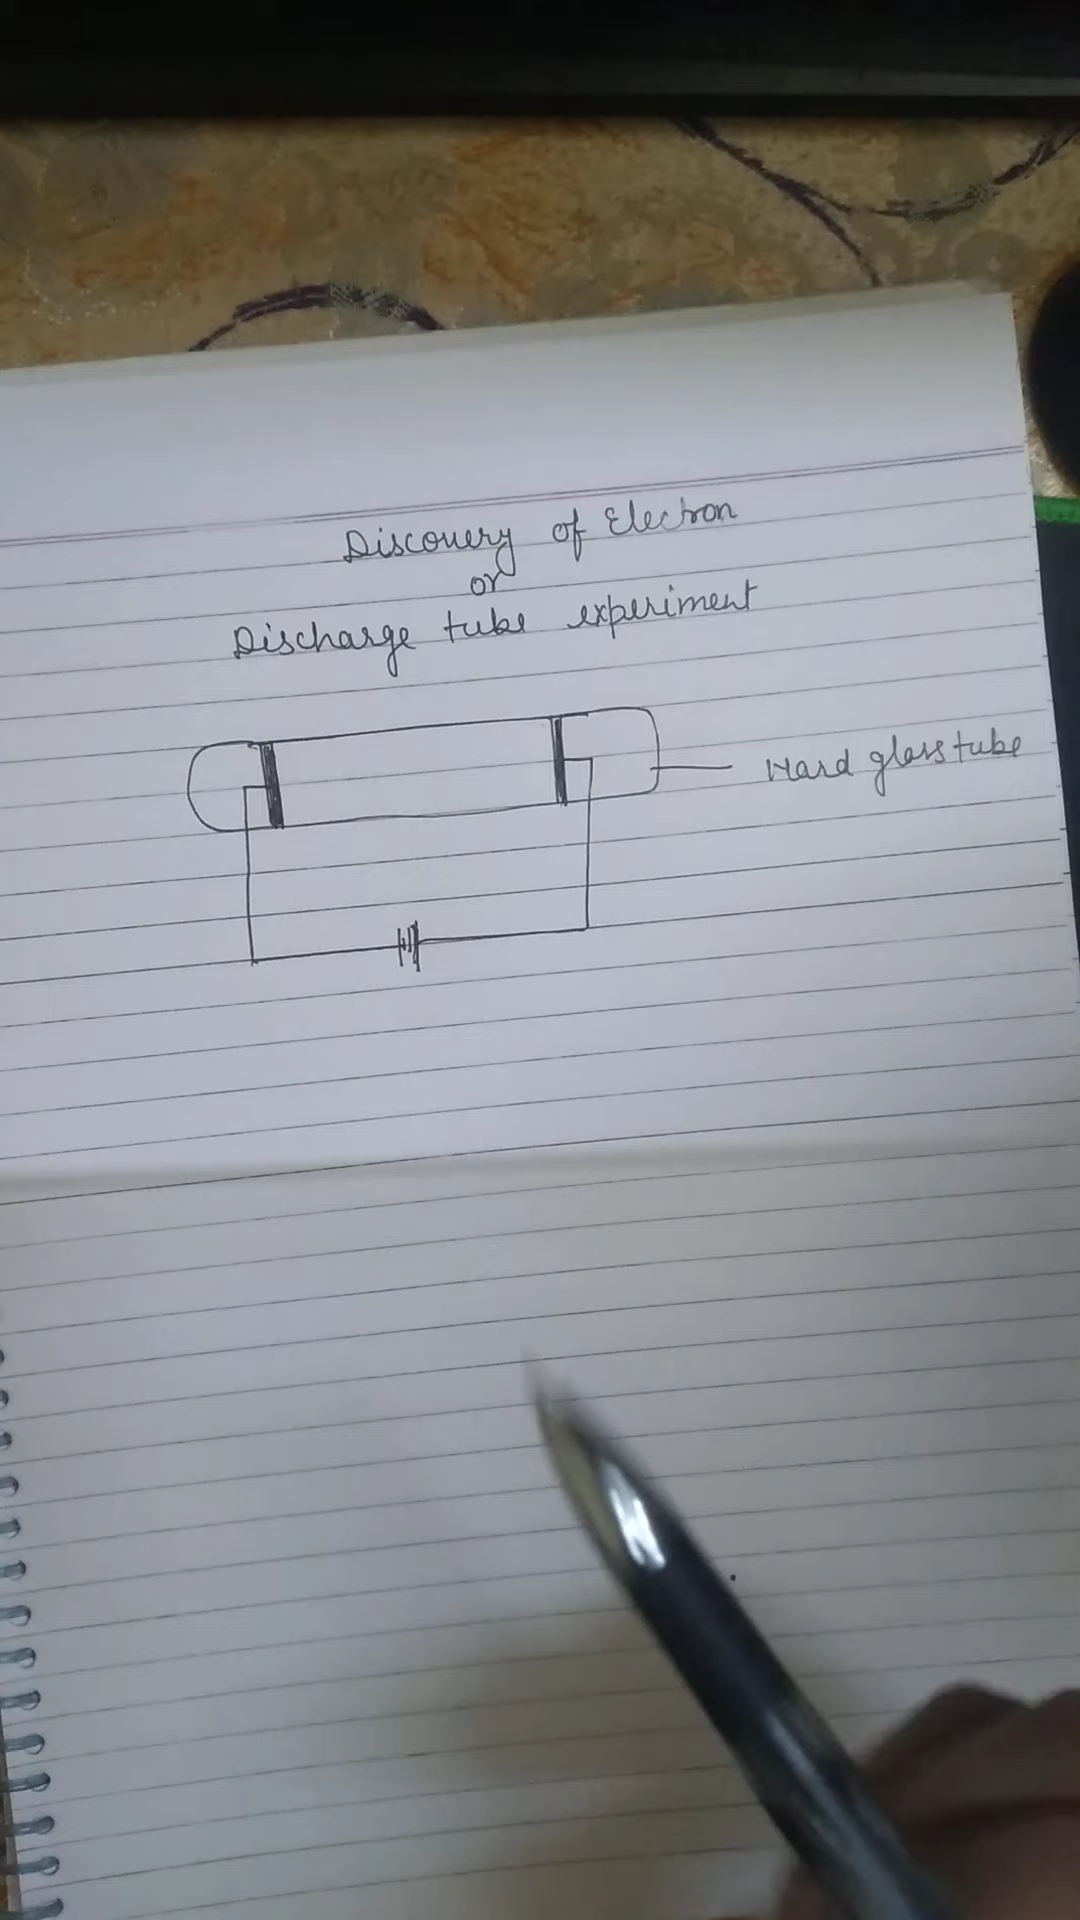 Discovery of Electron
or
Discharge tube experiment
Hard glass tube